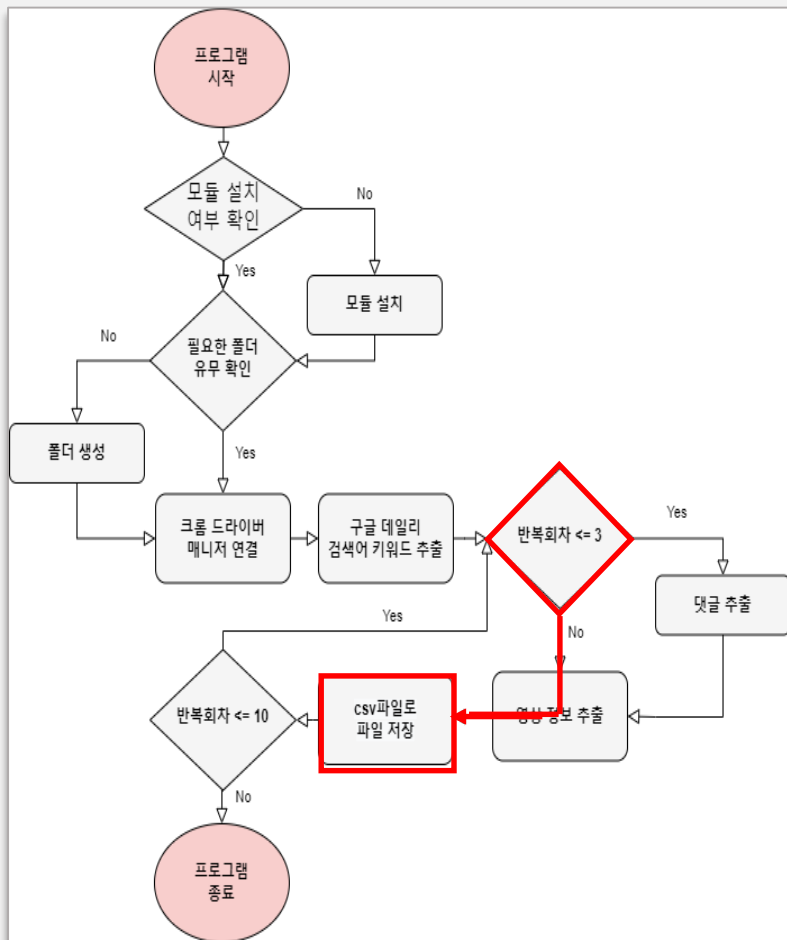 프로그램
시작
모듈 설치
여부 확인
No
Yes
모듈 설치
필요한 폴더
유무 확인
No
Yes
폴더 생성
크롬 드라이버
매니저 연결
구글 데일리
검색어 키워드 추출
반복회차 <= 3
Yes
No
댓글 추출
영상 정보 추출
csv파일로
파일 저장
Yes
반복회차 <= 10
No
프로그램
종료